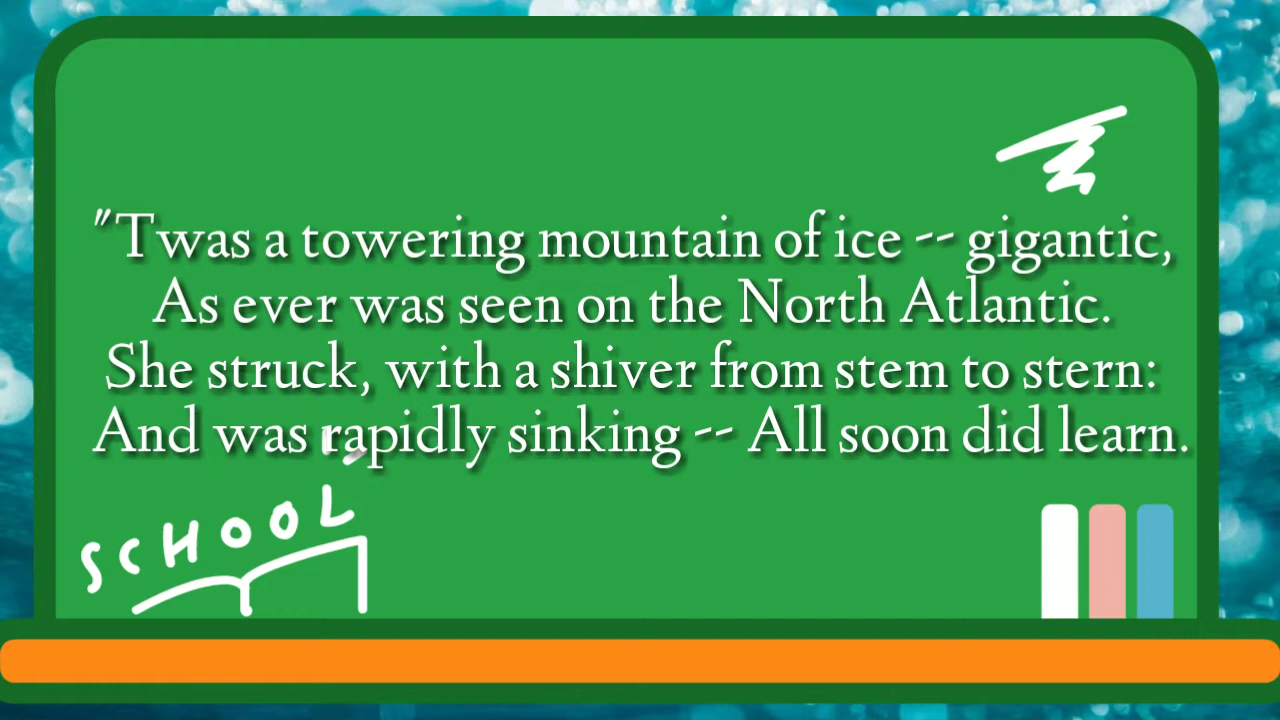 "Twas a towering mountain of ice -- gigantic,
As ever was seen on the North Atlantic.
She struck, with a shiver from stem to stern:
And was rapidly sinking -- All soon did learn.
SCHOOL